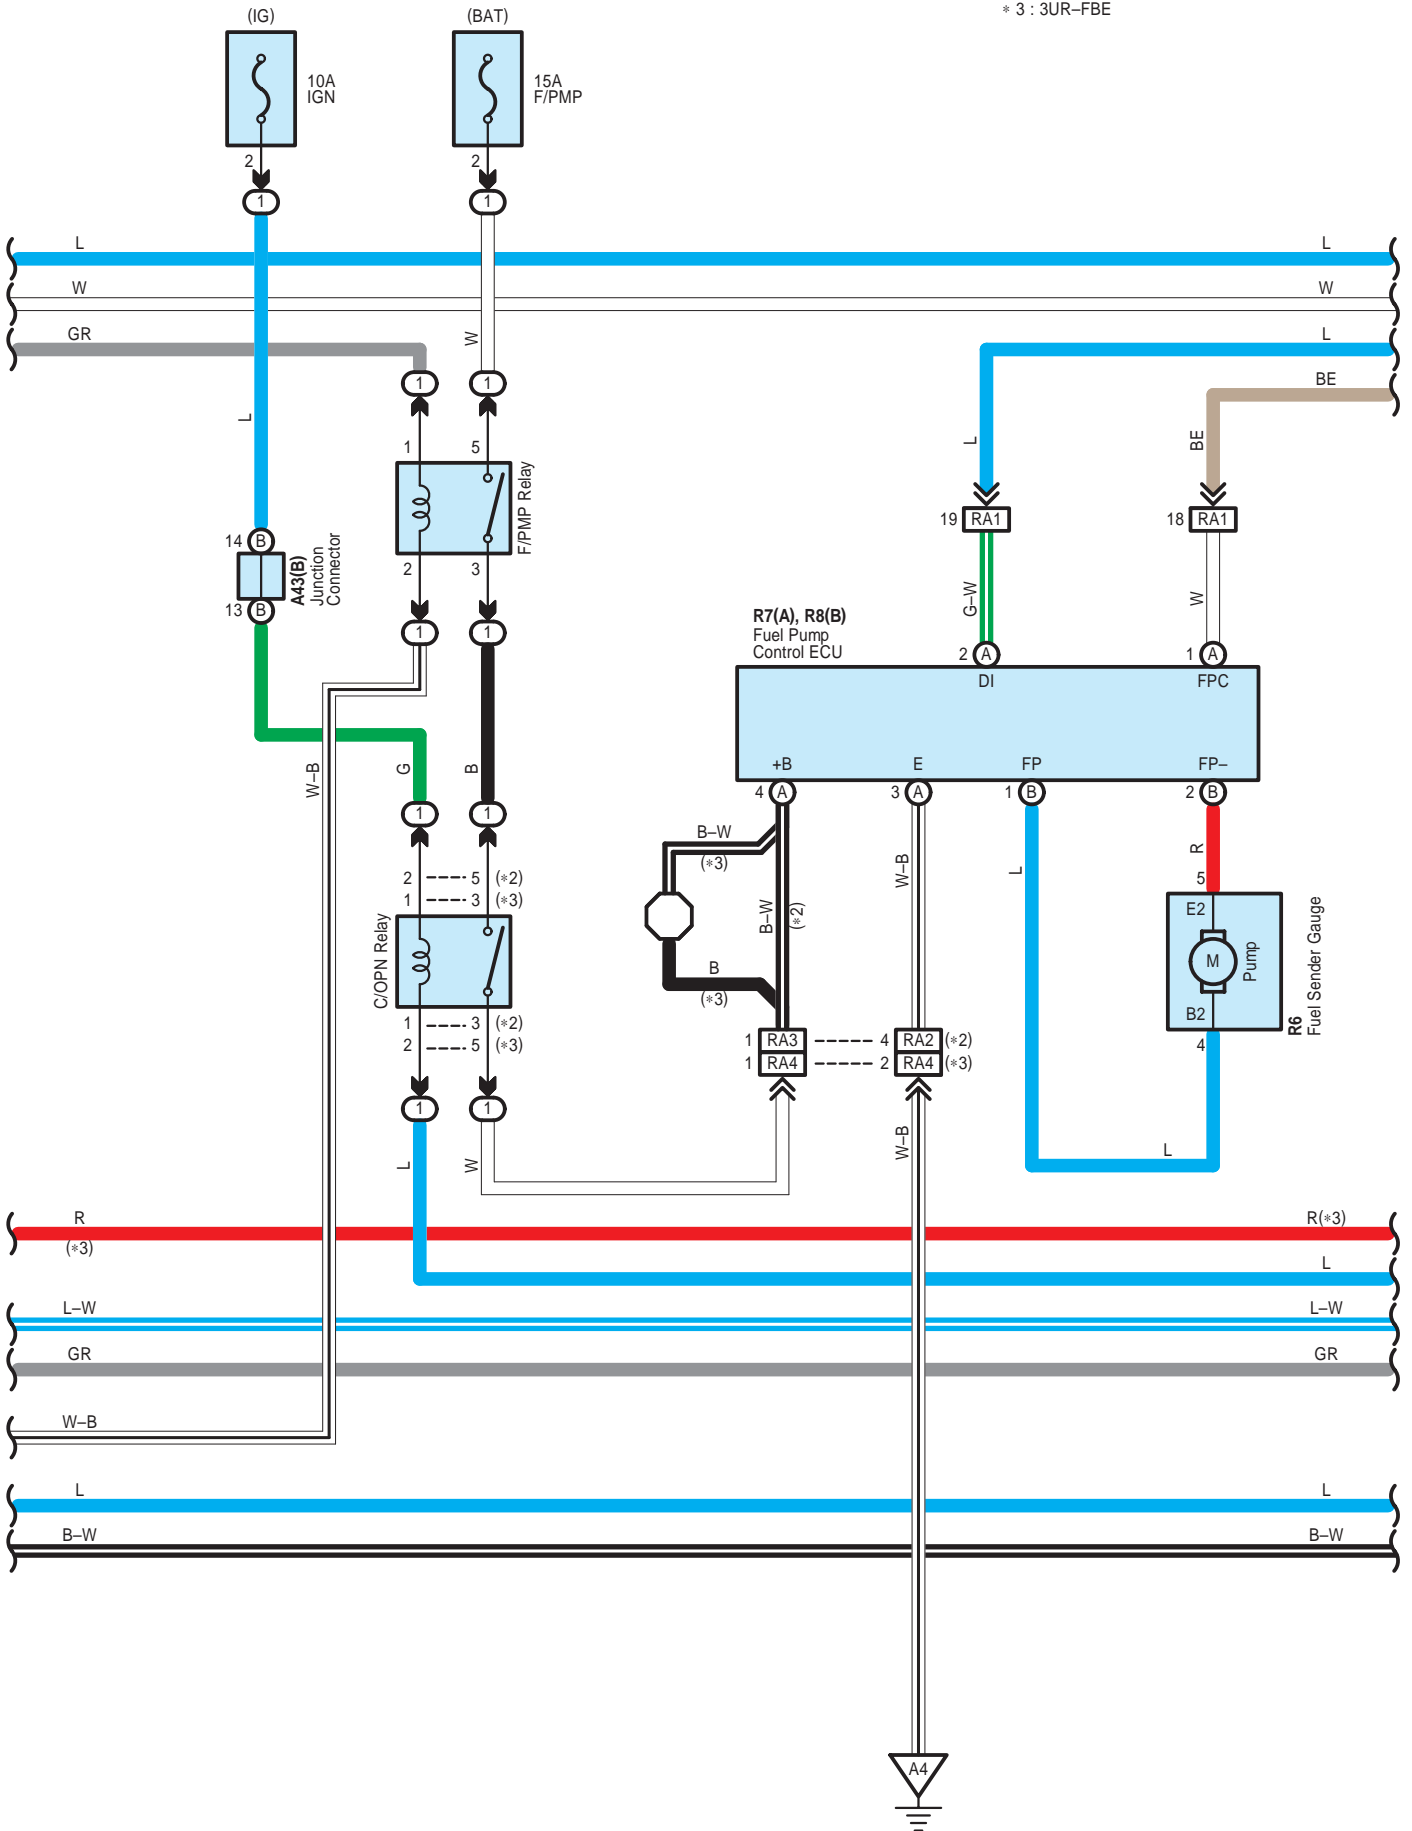 ∗ 3 : 3UR–FBE
(IG)
(BAT)
10A
IGN
15A
F/PMP
2
2
1
1
L
L
W
W
GR
L
BE
W
L
L
BE
1
1
1
5
F/PMP Relay
19 RA1
18 RA1
14 B
A43(B)
Junction
Connector
13 B
2
3
G–W
W
1
1
R7(A), R8(B)
Fuel Pump
Control ECU
2 A
1 A
DI
FPC
W–B
G
B
+B
E
FP
FP–
4 A
3 A
1 B
2 B
1
1
B–W
(∗3)
B–W
(∗2)
W–B
L
R
2 5 (∗2)
1 3 (∗3)
5
E2
M
Pump
B2
4
R6
Fuel Sender Gauge
C/OPN Relay
B
(∗3)
1 3 (∗2)
2 5 (∗3)
1 RA3 4 RA2 (∗2)
1 RA4 2 RA4 (∗3)
1
1
L
W
W–B
L
R
(∗3)
R(∗3)
L
L–W
L–W
GR
GR
W–B
L
L
B–W
B–W
A4